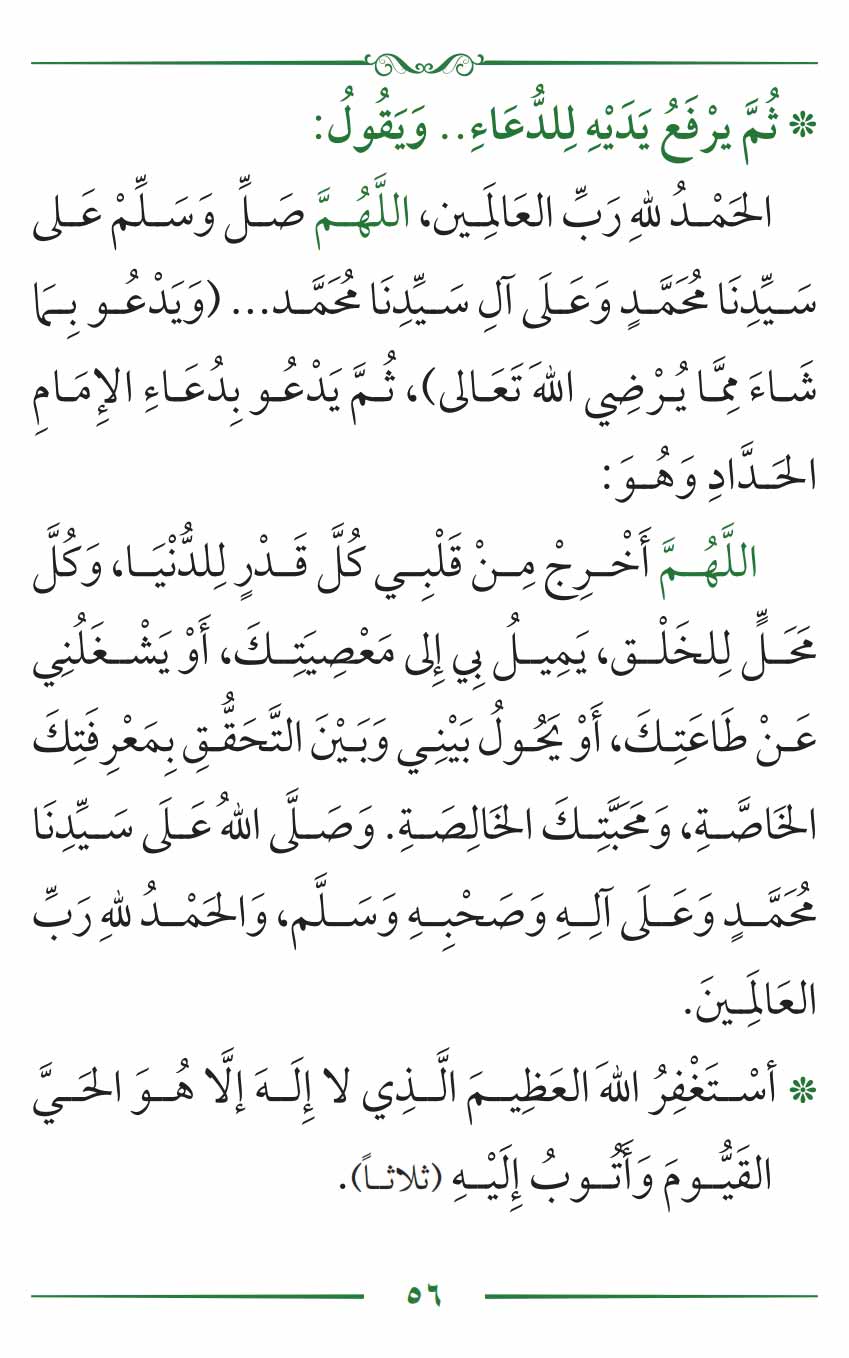 ❊ ثُمَّ يرْفَعُ يَدَيْهِ لِلدُّعَاءِ.. وَيَقُولُ:
الحَمْدُ للهِ رَبِّ العَالَمِين، اللَّهُمَّ صَلِّ وَسَلِّمْ عَلى
سَيِّدِنَا مُحَمَّدٍ وَعَلَى آلِ سَيِّدِنَا مُحَمَّد... (وَيَدْعُو بِمَا
شَاءَ مِمَّا يُرْضِي اللهَ تَعَالى)، ثُمَّ يَدْعُو بِدُعَاءِ الإِمَامِ
الحَدَّادِ وَهُوَ:
اللَّهُمَّ أَخْرِجْ مِنْ قَلْبِي كُلَّ قَدْرٍ لِلدُّنْيَا، وَكُلَّ
مَحَلٍّ لِلخَلْق، يَمِيلُ بِي إِلى مَعْصِيَتِكَ، أَوْ يَشْغَلُنِي
عَنْ طَاعَتِكَ، أَوْ يَحُولُ بَيْنِي وَبَيْنَ التَّحَقُّقِ بِمَعْرِفَتِكَ
الخَاصَّةِ، وَمَحَبَّتِكَ الخَالِصَةِ. وَصَلَّى اللهُ عَلَى سَيِّدِنَا
مُحَمَّدٍ وَعَلَى آلِهِ وَصَحْبِهِ وَسَلَّم، وَالحَمْدُ للهِ رَبِّ
العَالَمِينَ.
❊ أسْتَغْفِرُ اللهَ العَظِيمَ الَّذِي لا إِلَهَ إلَّا هُوَ الحَيَّ
القَيُّومَ وَأَتُوبُ إِلَيْهِ (ثلاثاً).
٥٦